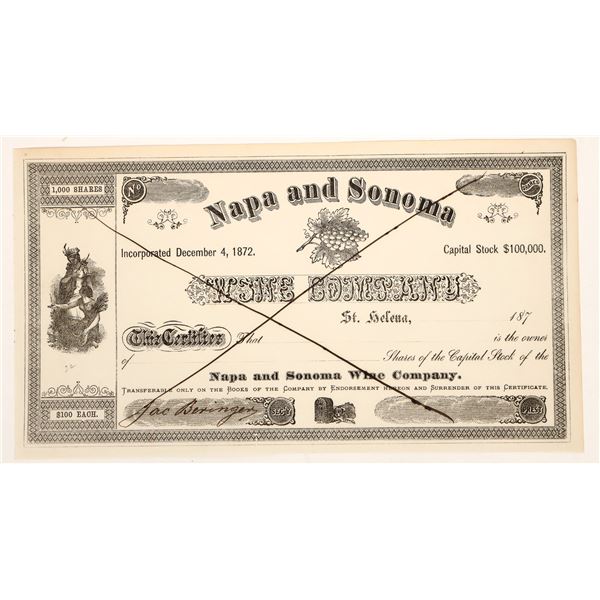 1,000 SHARES
No.
SHARES
Napa and Sonoma
Incorporated December 4, 1872.
Capital Stock $100,000.
WINE COMPANY
St. Helena, 187
This Certifies That is the owner
of Shares of the Capital Stock of the
Napa and Sonoma Wine Company.
TRANSFERABLE ONLY ON THE BOOKS OF THE COMPANY BY ENDORSEMENT HEREON AND SURRENDER OF THIS CERTIFICATE.
$100 EACH.
Jac Beringer
SEC'Y
PREST